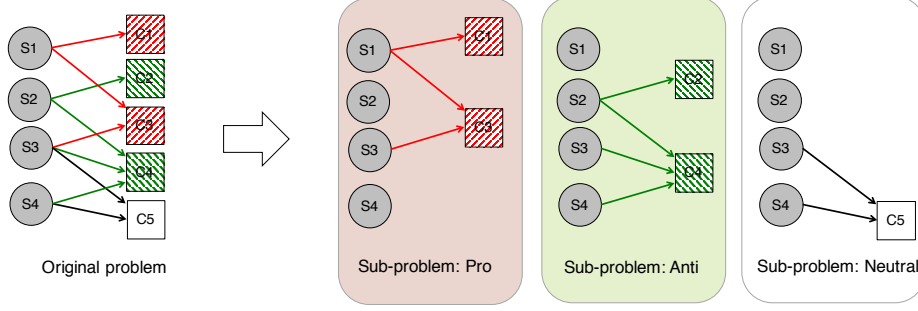 S1
S2
S3
S4
C1
C2
C3
C4
C5
Original problem
S1
S2
S3
S4
C1
C3
Sub-problem: Pro
S1
S2
S3
S4
C2
C4
Sub-problem: Anti
S1
S2
S3
S4
C5
Sub-problem: Neutral